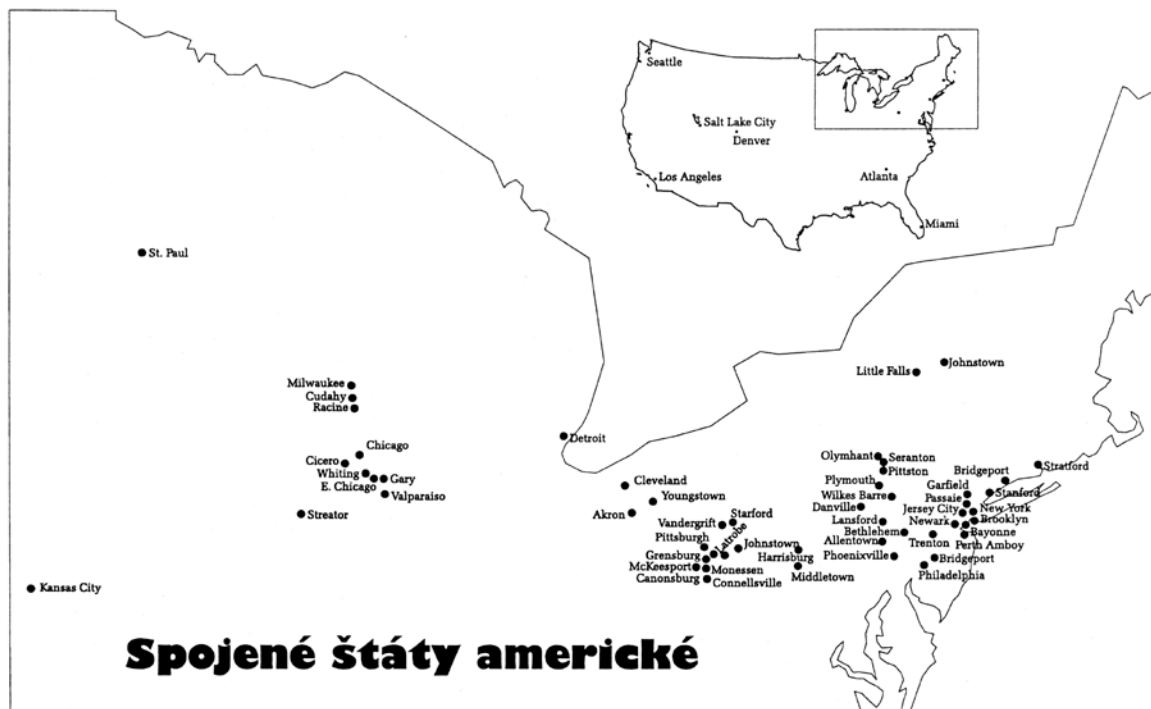 Seattle
Salt Lake City
Denver
Los Angeles
Atlanta
Miami
St. Paul
Little Falls
Johnstown
Milwaukee
Cudahy
Racine
Detroit
Chicago
Cicero
Whiting
Gary
E. Chicago
Valparaiso
Streator
Cleveland
Youngstown
Akron
Olymhant
Seranton
Pittston
Plymouth
Wilkes Barre
Danville
Lansford
Bethlehem
Allentown
Phoenixville
Bridgeport
Stratford
Garfield
Stanford
Passaie
Jersey City
New York
Newark
Brooklyn
Bayonne
Trenton
Perth Amboy
Bridgeport
Philadelphia
Starford
Vandergrift
Pittsburgh
Latrobe
Johnstown
Harrisburg
Grensburg
McKeesport
Monessen
Middletown
Canonsburg
Connellsville
Kansas City
Spojené štáty americké